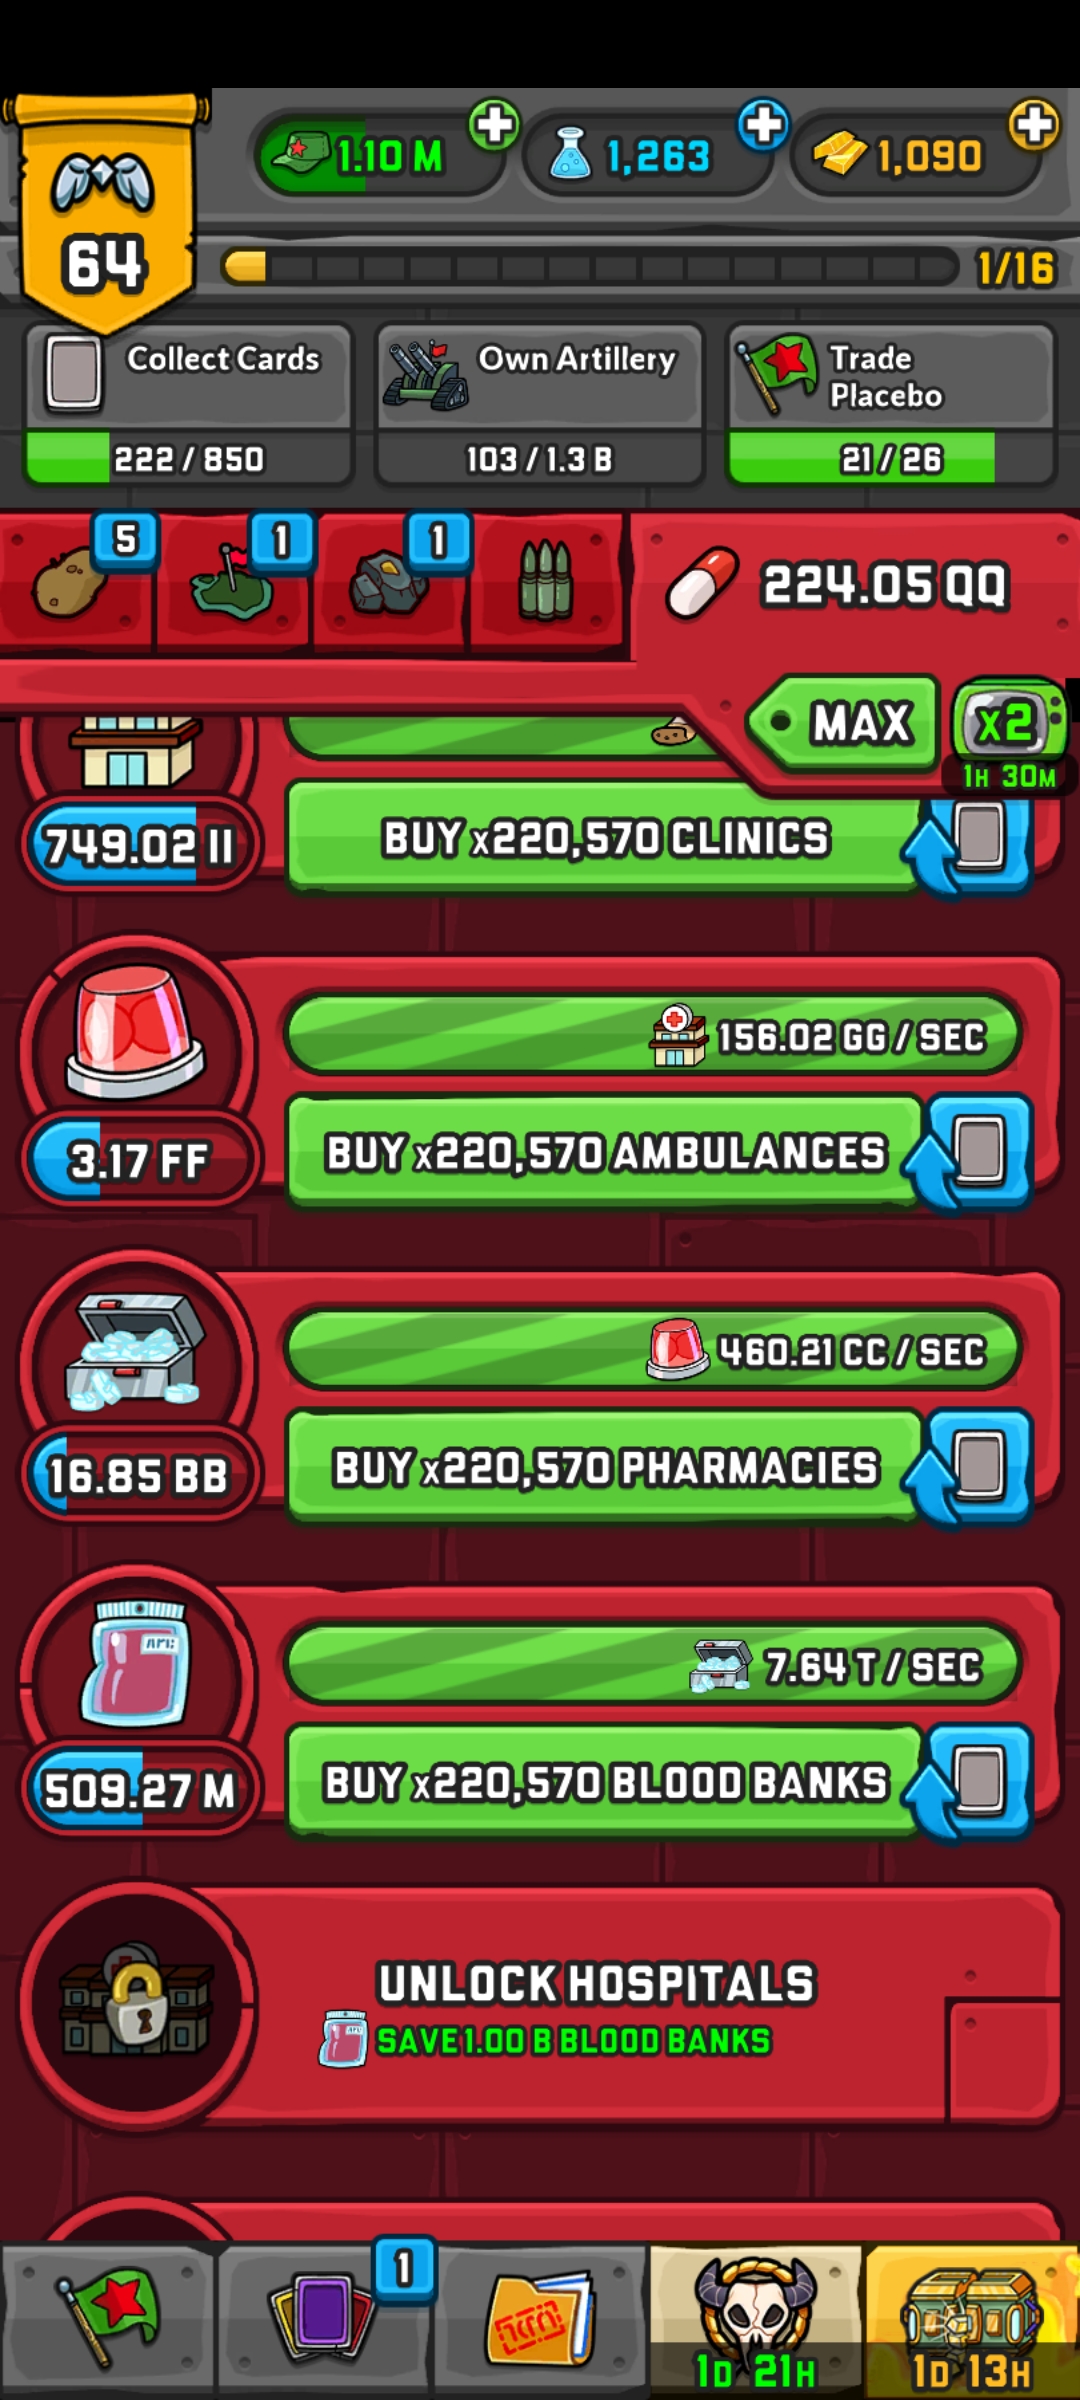 64
1.10 M
1,263
1,090
1/16
Collect Cards
222 / 850
Own Artillery
103 / 1.3 B
Trade
Placebo
21 / 26
5
1
1
224.05 QQ
MAX
x2
1H 30M
749.02 II
BUY x220,570 CLINICS
156.02 GG / SEC
3.17 FF
BUY x220,570 AMBULANCES
460.21 CC / SEC
16.85 BB
BUY x220,570 PHARMACIES
7.64 T / SEC
509.27 M
BUY x220,570 BLOOD BANKS
UNLOCK HOSPITALS
SAVE 1.00 B BLOOD BANKS
1
1D 21H
1D 13H